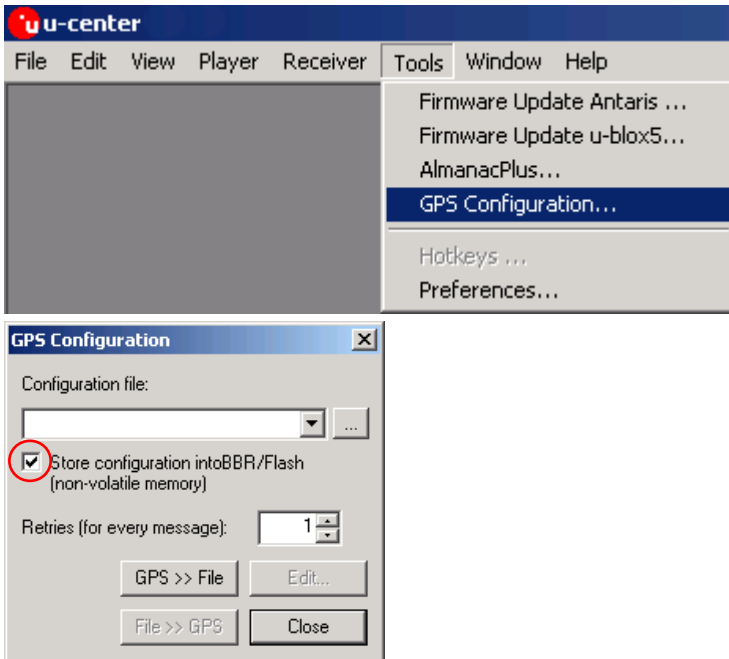 u u-center
File Edit View Player Receiver Tools Window Help
Firmware Update Antaris ...
Firmware Update u-blox5...
AlmanacPlus...
GPS Configuration...
Hotkeys ...
Preferences...
GPS Configuration
Configuration file:
...
Store configuration intoBBR/Flash
(non-volatile memory)
Retries (for every message): 1
GPS >> File Edit...
File >> GPS Close